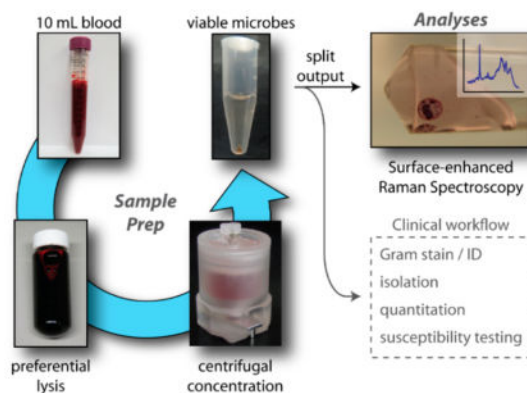 10 mL blood
viable microbes
Analyses
split
output
Surface-enhanced
Raman Spectroscopy
Sample
Prep
Clinical workflow
Gram stain / ID
isolation
quantitation
susceptibility testing
preferential
lysis
centrifugal
concentration